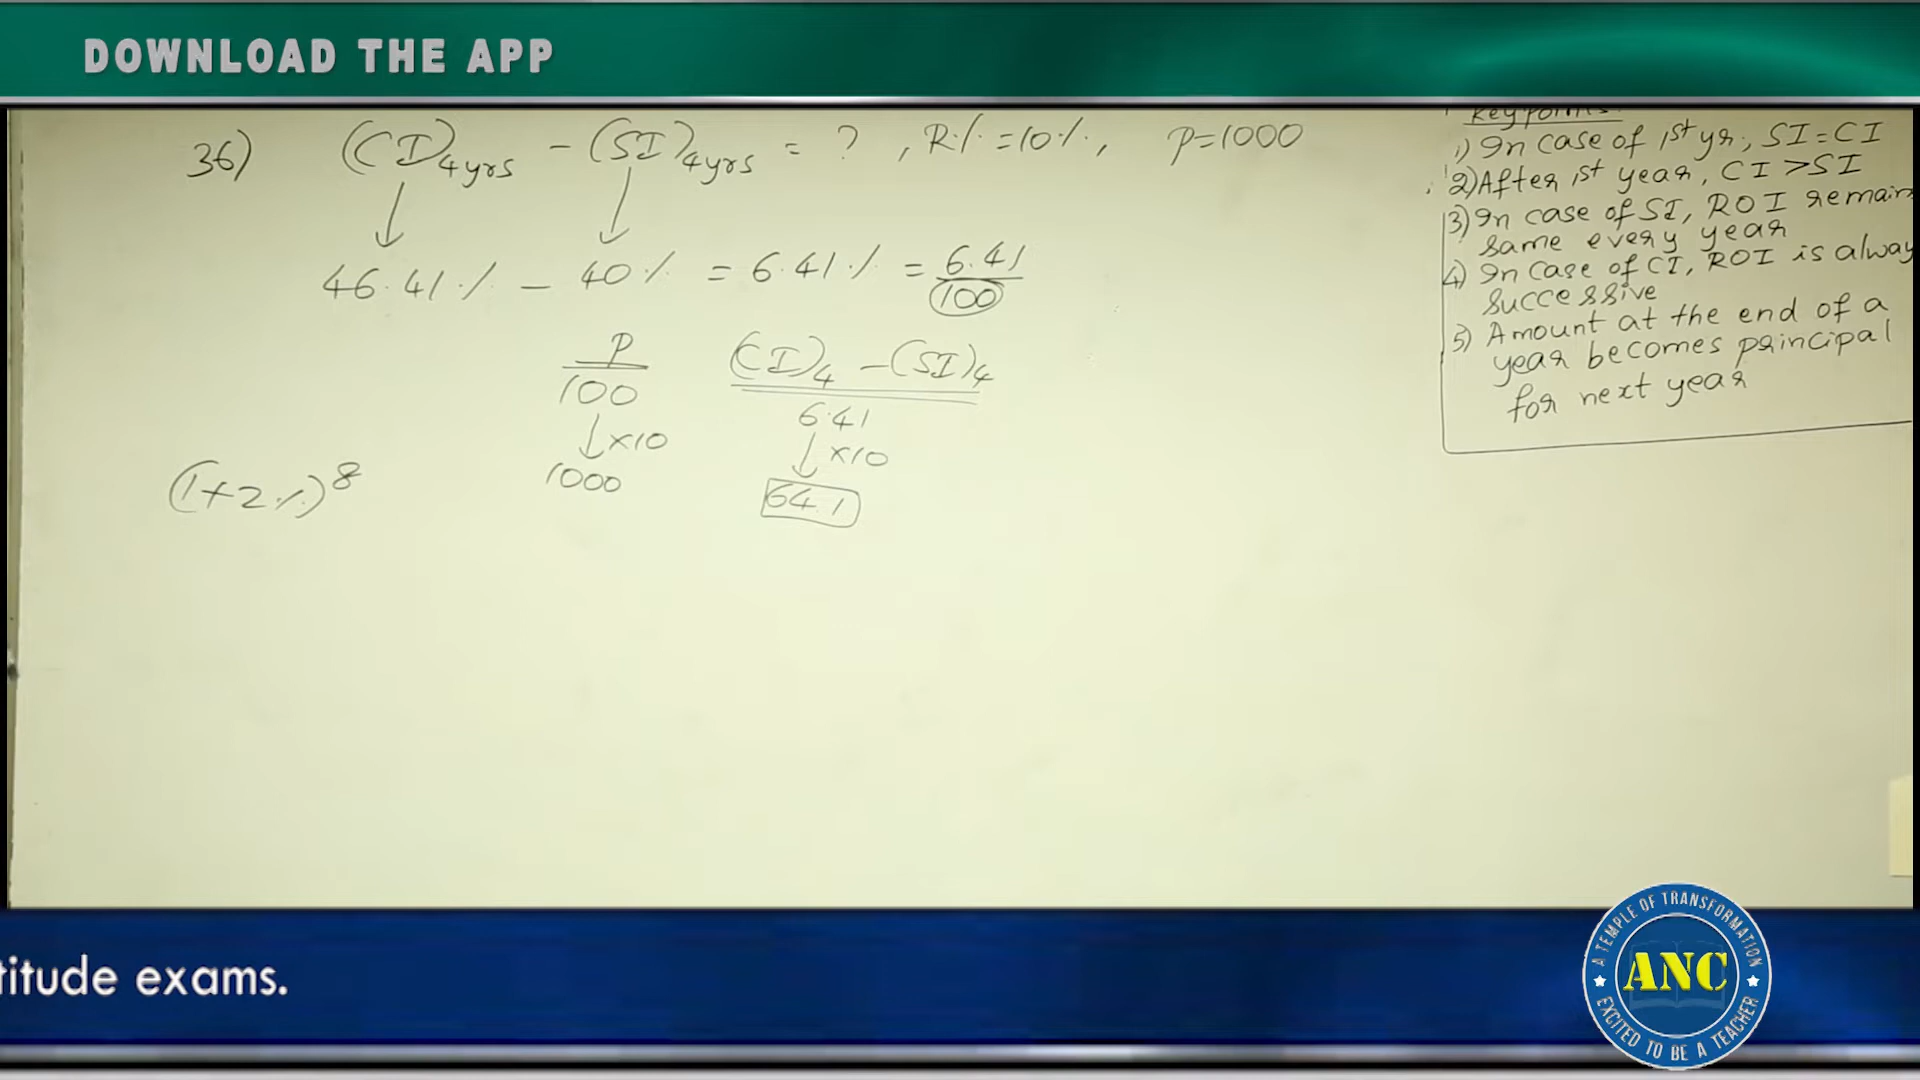 DOWNLOAD THE APP
36) (CI)4yrs - (SI)4yrs = ? , R% = 10%, P=1000
46.41% - 40% = 6.41% = 6.41/100
P (CI)4 - (SI)4
100 6.41
↓×10 ↓×10
1000 64.1
(1+2%)^8
Key points
1) In case of 1st yr, SI=CI
2) After 1st year, CI>SI
3) In case of SI, ROI remain
same every year
4) In case of CI, ROI is alway
successive
5) Amount at the end of a
year becomes principal
for next year
titude exams.
A TEMPLE OF TRANSFORMATION
ANC
EXCITED TO BE A TEACHER